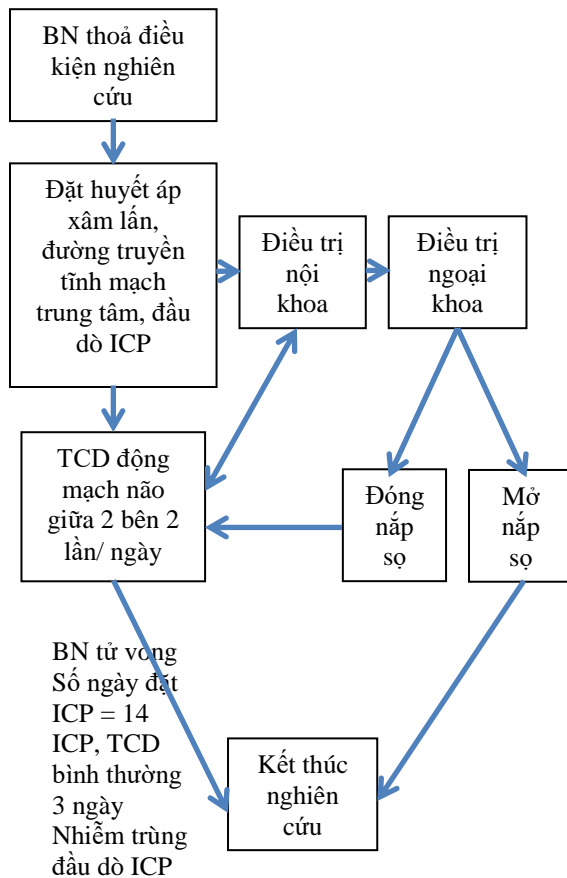 BN thoả điều
kiện nghiên
cứu
Đặt huyết áp
xâm lấn,
đường truyền
tĩnh mạch
trung tâm, đầu
dò ICP
Điều trị
nội
khoa
Điều trị
ngoại
khoa
TCD động
mạch não
giữa 2 bên 2
lần/ ngày
Đóng
nắp
sọ
Mở
nắp
sọ
BN tử vong
Số ngày đặt
ICP = 14
ICP, TCD
bình thường
3 ngày
Nhiễm trùng
đầu dò ICP
Kết thúc
nghiên
cứu